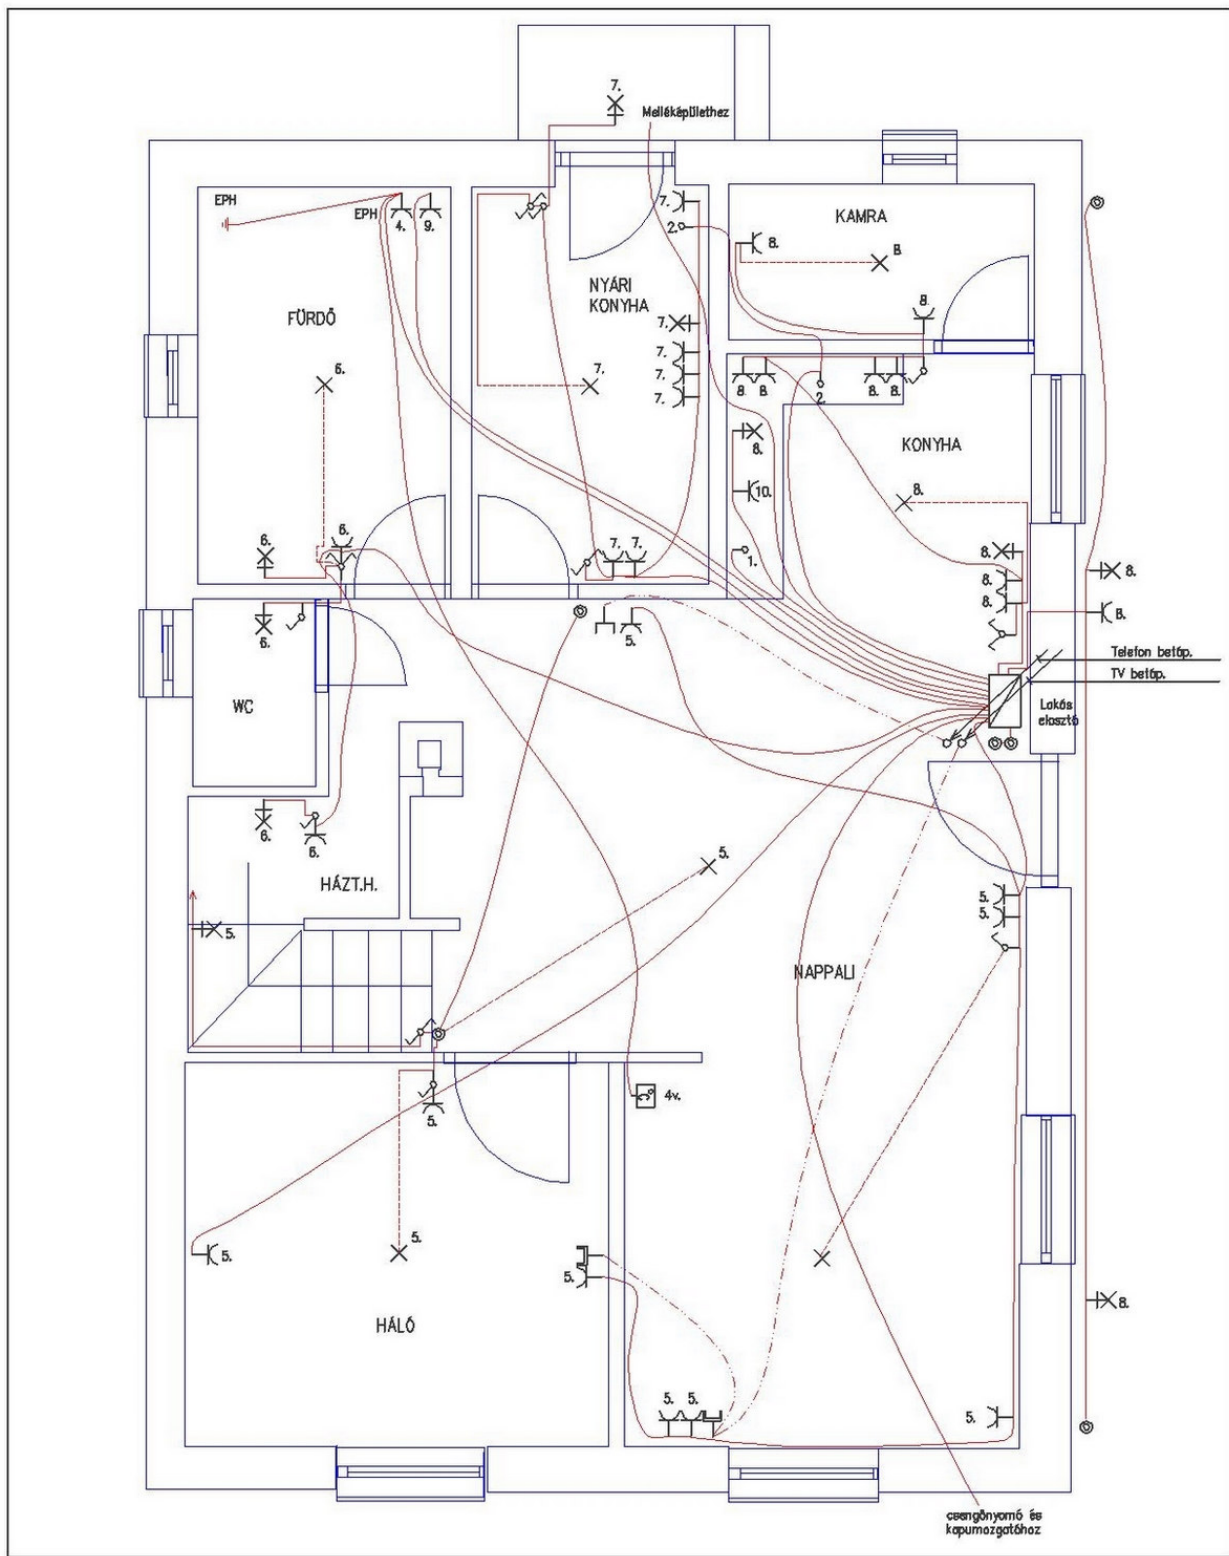 7.
Melléképülethez
EPH
EPH
4.
9.
7.
2.
KAMRA
8.
8.
NYÁRI
KONYHA
FÜRDŐ
8.
7.
7.
7.
7.
6.
7.
8.
8.
2.
8.
8.
KONYHA
8.
10.
8.
6.
6.
7.
7.
1.
8.
8.
8.
8.
8.
6.
5.
Telefon betáp.
TV betáp.
WC
Lakás
elosztó
6.
6.
5.
HÁZT.H.
5.
5.
5.
NAPPALI
5.
4v.
5.
5.
5.
8.
HÁLÓ
5.
5.
5.
csengőnyomó és
kapumozgatóhoz